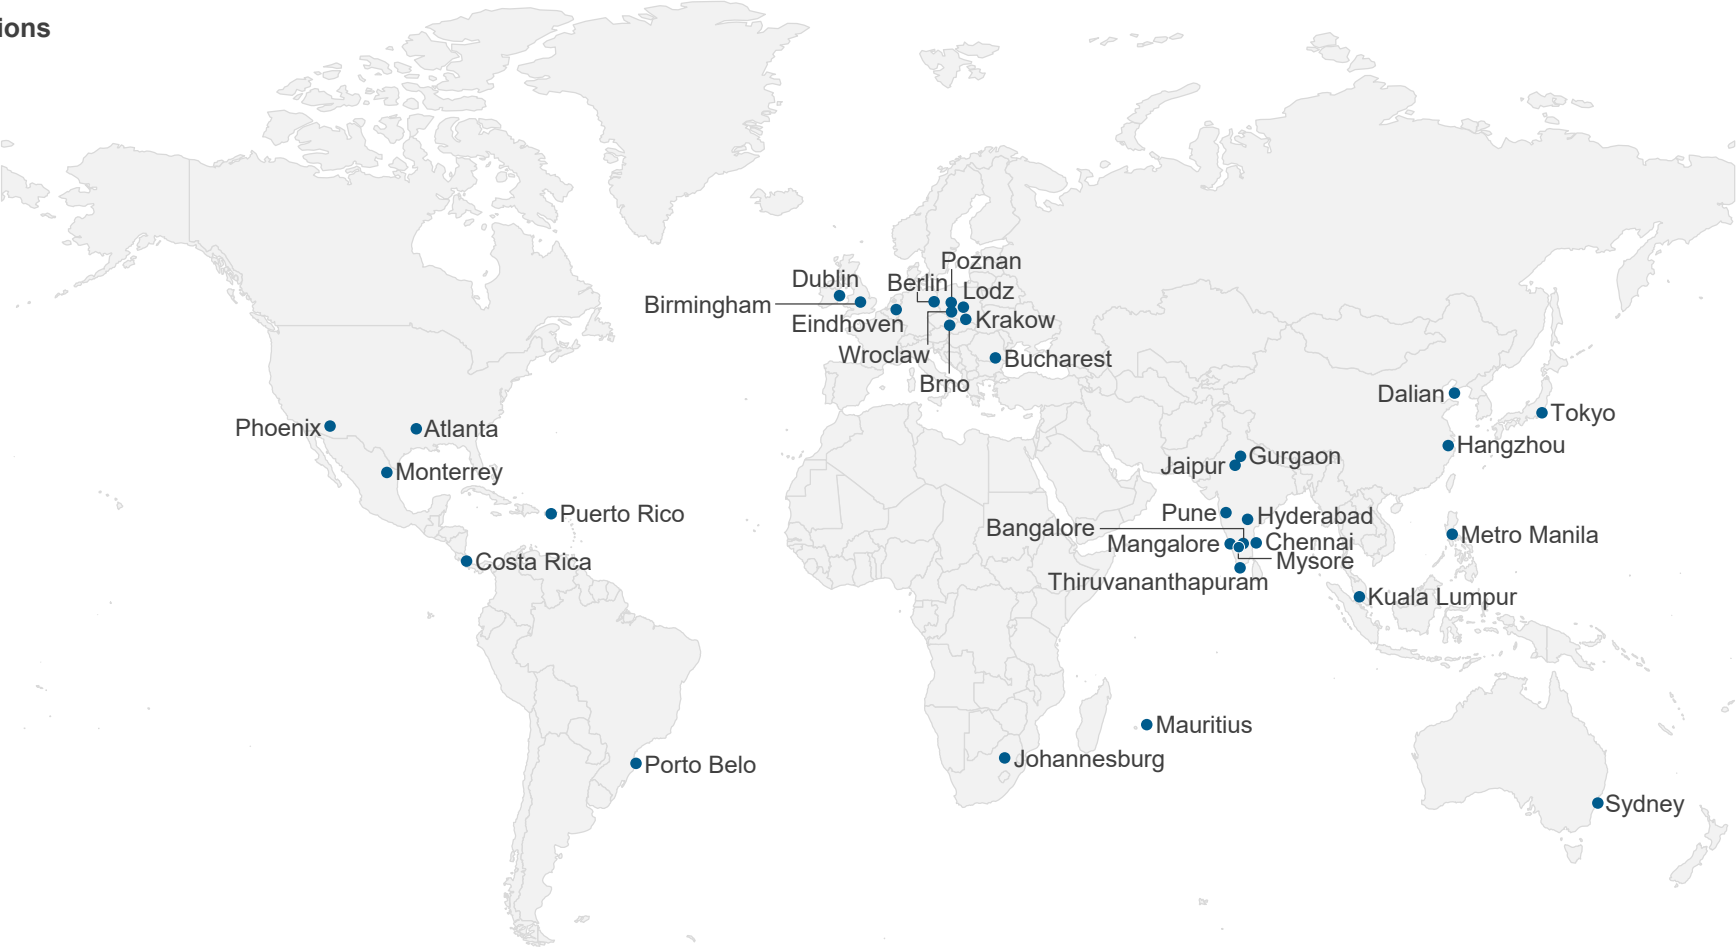 ions
Poznan
Dublin
Berlin
Lodz
Birmingham
Eindhoven
Krakow
Wroclaw
Bucharest
Brno
Dalian
Tokyo
Phoenix
Atlanta
Hangzhou
Gurgaon
Jaipur
Monterrey
Puerto Rico
Pune
Hyderabad
Bangalore
Metro Manila
Mangalore
Chennai
Costa Rica
Mysore
Thiruvananthapuram
Kuala Lumpur
Mauritius
Johannesburg
Porto Belo
Sydney